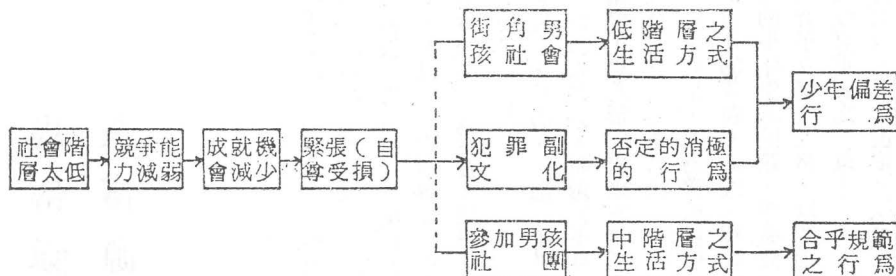 街角男
孩社會
低階層之
生活方式
少年偏差
行為
社會階
層太低
競爭能
力減弱
成就機
會減少
緊張（自
尊受損）
犯罪副
文化
否定的消極
的行為
參加男孩
社團
中階層之
生活方式
合乎規範
之行為